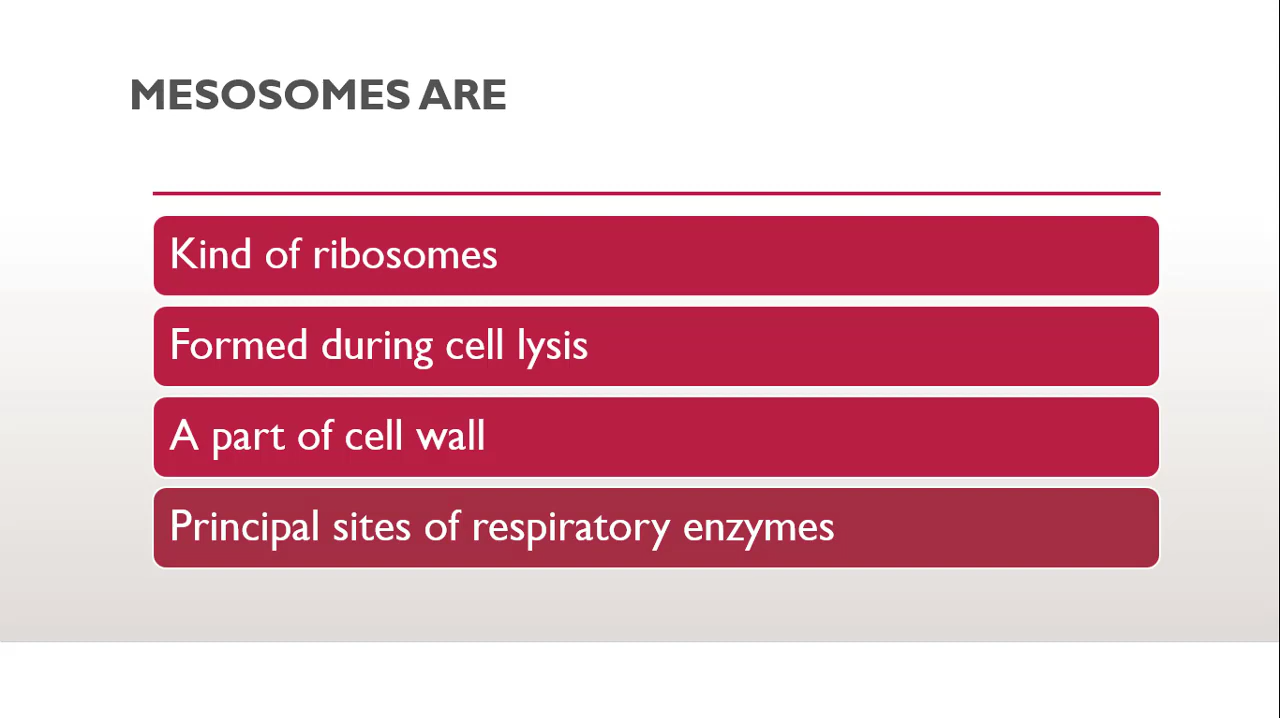 MESOSOMES ARE
Kind of ribosomes
Formed during cell lysis
A part of cell wall
Principal sites of respiratory enzymes